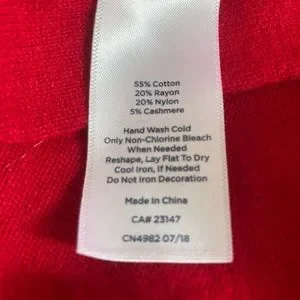 55% Cotton
20% Rayon
20% Nylon
5% Cashmere
Hand Wash Cold
Only Non-Chlorine Bleach
When Needed
Reshape, Lay Flat To Dry
Cool Iron, If Needed
Do Not Iron Decoration
Made In China
CA# 23147
CN4982 07/18